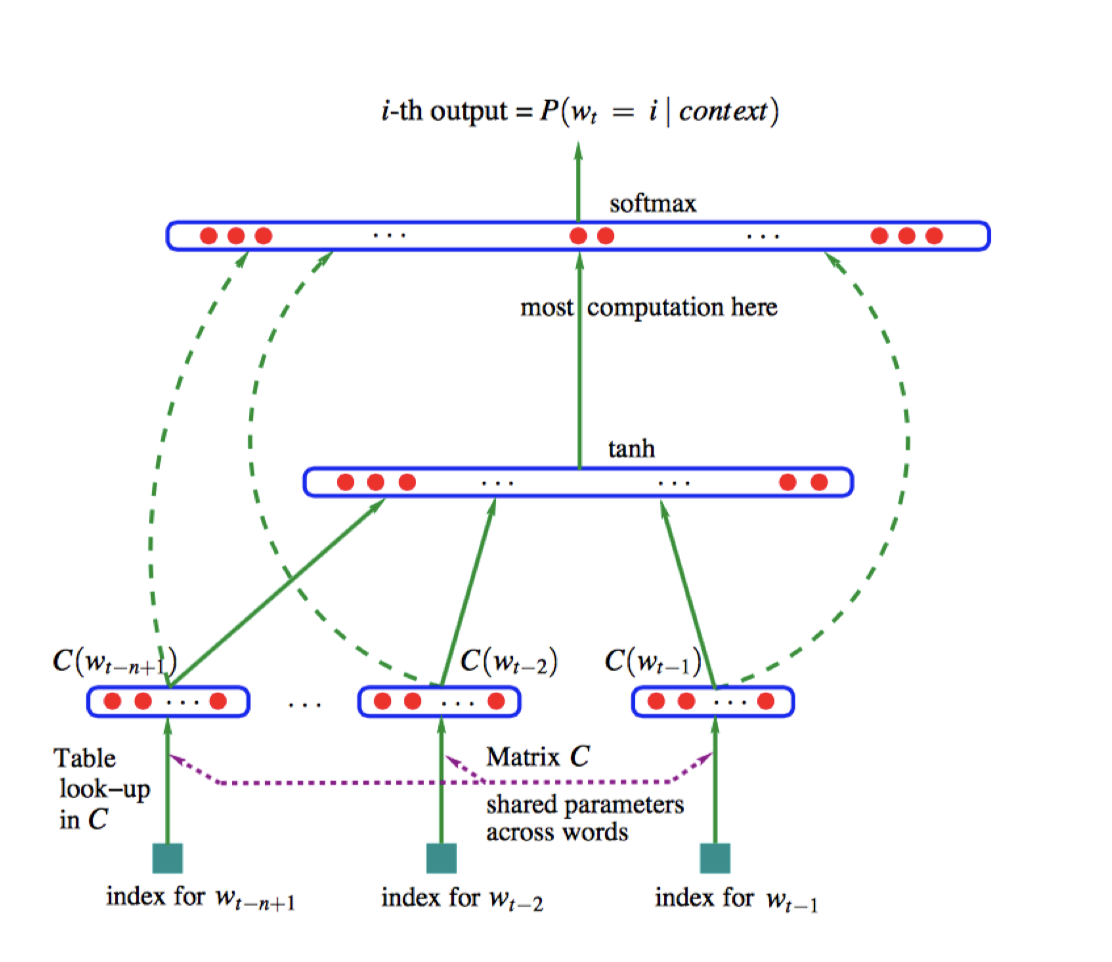 i-th output = P(w_t = i | context)
softmax
• • •
most computation here
tanh
C(w_{t−n+1}) C(w_{t−2}) C(w_{t−1})
Table
look–up
in C
Matrix C
shared parameters
across words
index for w_{t−n+1} index for w_{t−2} index for w_{t−1}